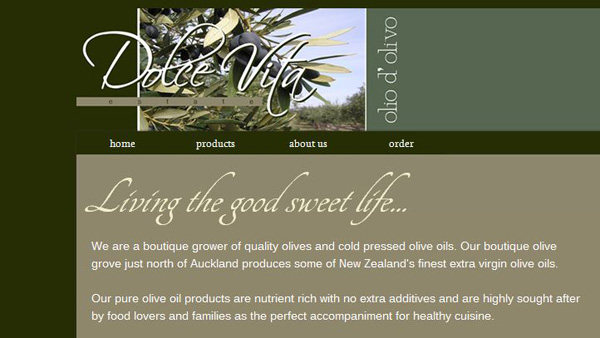 Dolce Vita
estate
olio d' olivo
home products about us order
Living the good sweet life...
We are a boutique grower of quality olives and cold pressed olive oils. Our boutique olive
grove just north of Auckland produces some of New Zealand's finest extra virgin olive oils.
Our pure olive oil products are nutrient rich with no extra additives and are highly sought after
by food lovers and families as the perfect accompaniment for healthy cuisine.